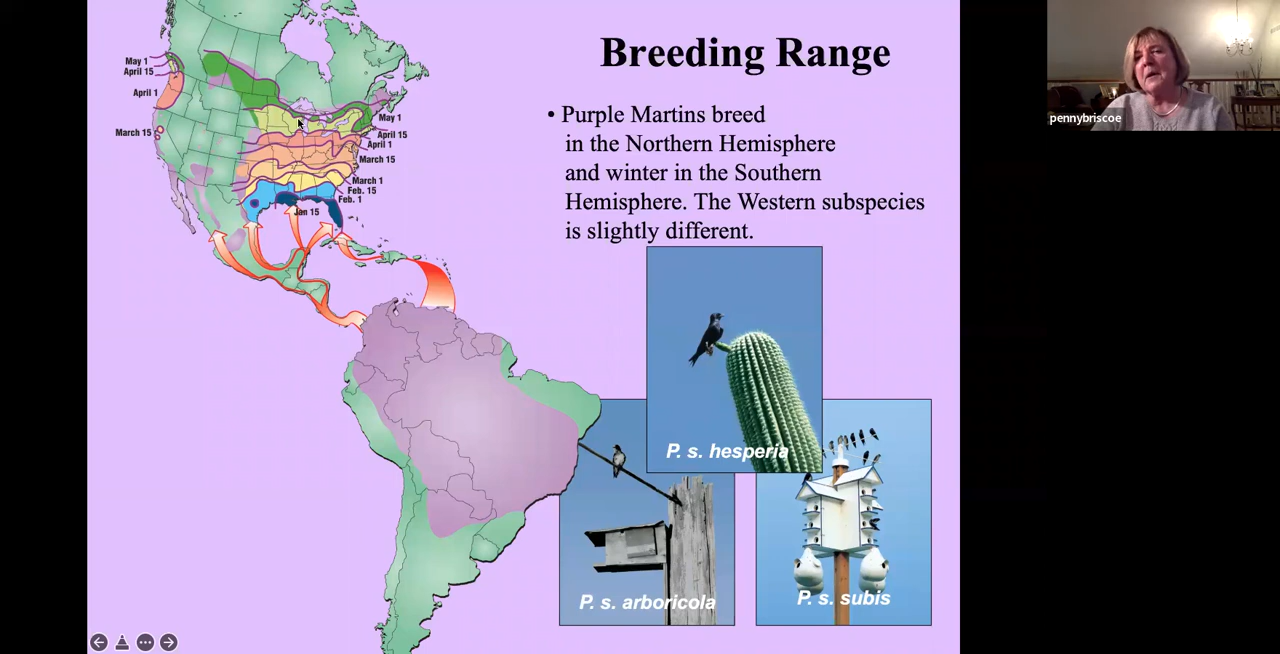 Breeding Range
• Purple Martins breed
in the Northern Hemisphere
and winter in the Southern
Hemisphere. The Western subspecies
is slightly different.
May 1
April 15
April 1
March 15
May 1
April 15
April 1
March 15
March 1
Feb. 15
Feb. 1
Jan 15
P. s. hesperia
P. s. arboricola
P. s. subis
pennybriscoe